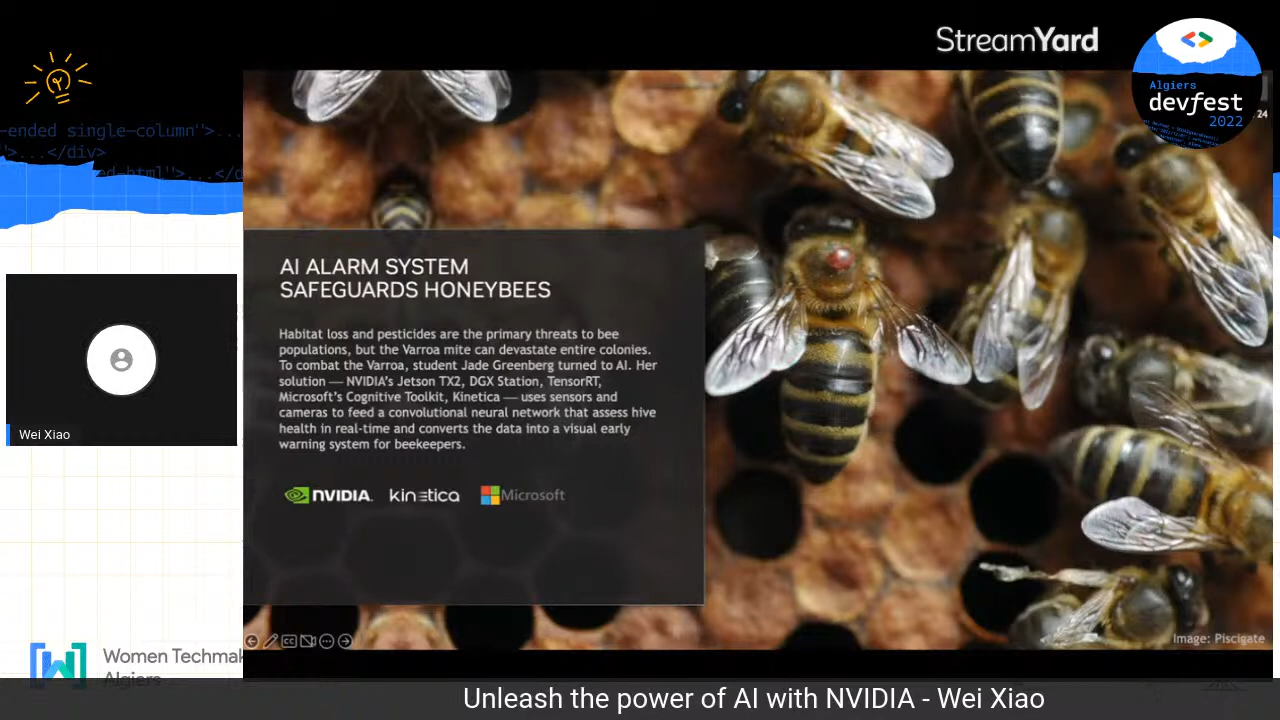 StreamYard
Algiers
devfest
2022
24
-ended single-column">...
">...</div>
ed-html">...</
AI ALARM SYSTEM
SAFEGUARDS HONEYBEES
Habitat loss and pesticides are the primary threats to bee
populations, but the Varroa mite can devastate entire colonies.
To combat the Varroa, student Jade Greenberg turned to AI. Her
solution — NVIDIA's Jetson TX2, DGX Station, TensorRT,
Microsoft's Cognitive Toolkit, Kinetica — uses sensors and
cameras to feed a convolutional neural network that assess hive
health in real-time and converts the data into a visual early
warning system for beekeepers.
NVIDIA.
kinetica
Microsoft
Wei Xiao
CC
Image: Piscigate
Women Techmak
Algiers
Unleash the power of AI with NVIDIA - Wei Xiao